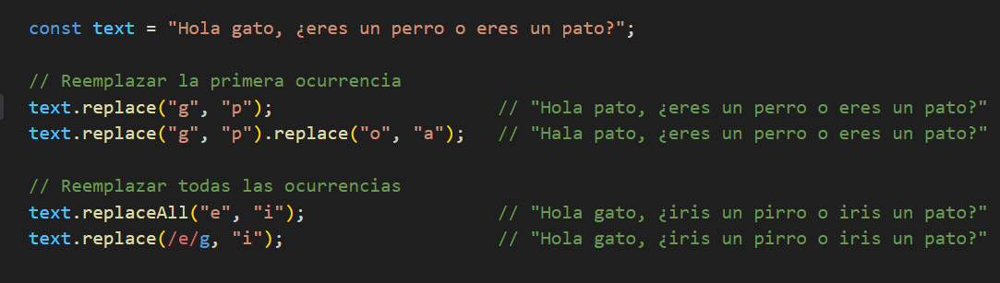 const text = "Hola gato, ¿eres un perro o eres un pato?";
// Reemplazar la primera ocurrencia
text.replace("g", "p"); // "Hola pato, ¿eres un perro o eres un pato?"
text.replace("g", "p").replace("o", "a"); // "Hala pato, ¿eres un perro o eres un pato?"
// Reemplazar todas las ocurrencias
text.replaceAll("e", "i"); // "Hola gato, ¿iris un pirro o iris un pato?"
text.replace(/e/g, "i"); // "Hola gato, ¿iris un pirro o iris un pato?"